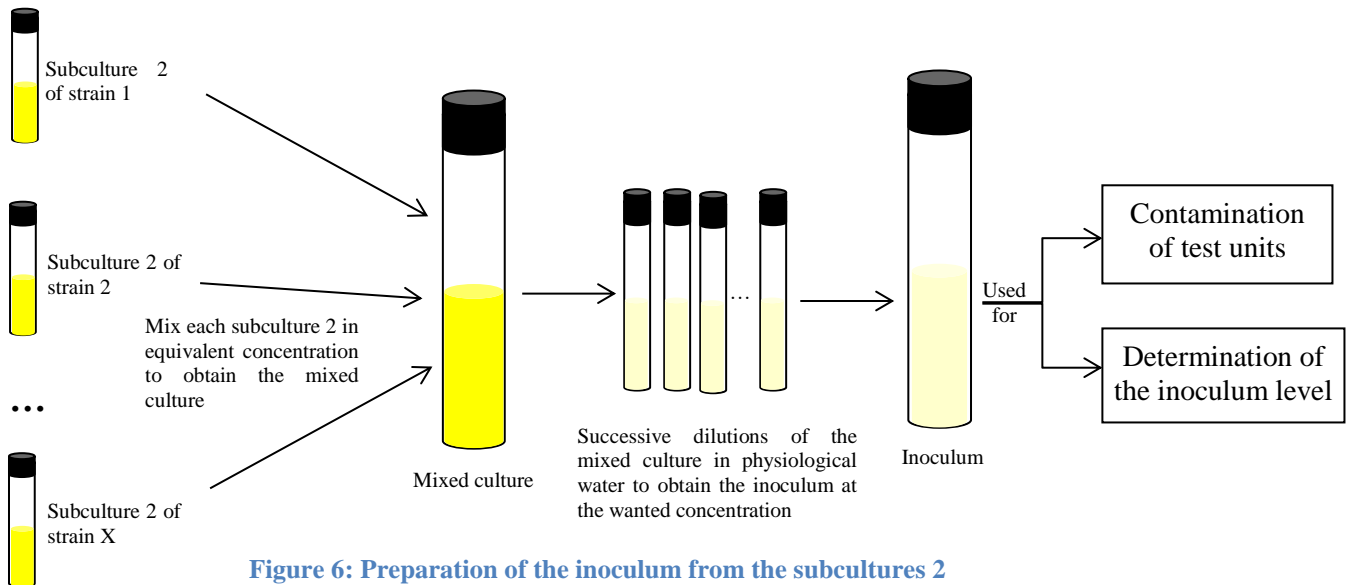 Subculture 2
of strain 1
Subculture 2 of
strain 2
Mix each subculture 2 in
equivalent concentration
to obtain the mixed
culture
...
Subculture 2 of
strain X
Mixed culture
...
Successive dilutions of the
mixed culture in physiological
water to obtain the inoculum at
the wanted concentration
Inoculum
Used
for
Contamination
of test units
Determination of
the inoculum level
Figure 6: Preparation of the inoculum from the subcultures 2